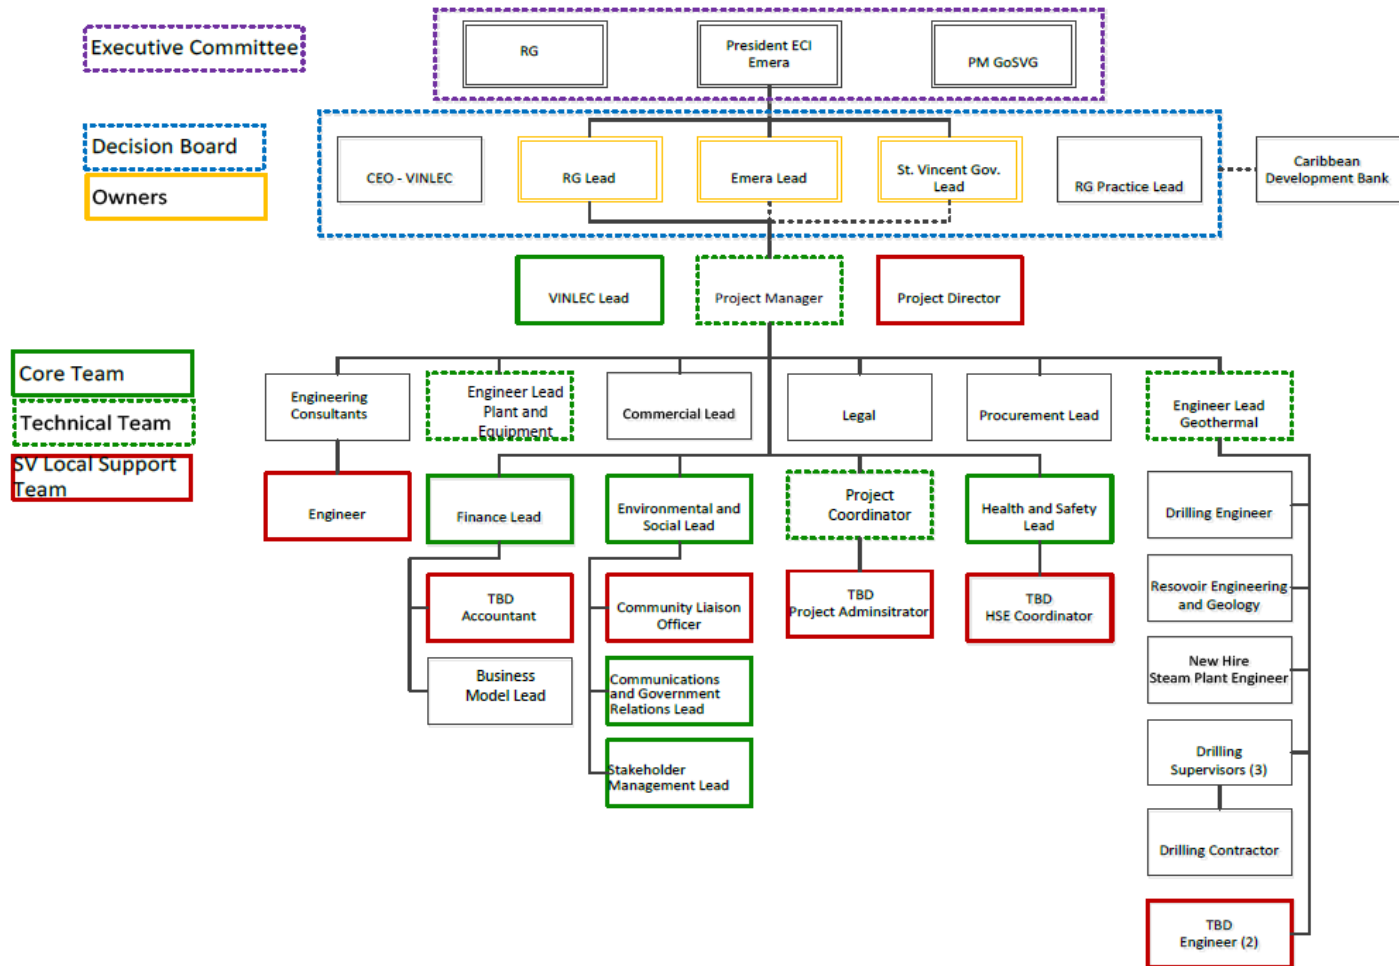 Executive Committee
RG
President ECI
Emera
PM GoSVG
Decision Board
Owners
CEO - VINLEC
RG Lead
Emera Lead
St. Vincent Gov.
Lead
RG Practice Lead
Caribbean
Development Bank
VINLEC Lead
Project Manager
Project Director
Core Team
Technical Team
SV Local Support
Team
Engineering
Consultants
Engineer Lead
Plant and
Equipment
Commercial Lead
Legal
Procurement Lead
Engineer Lead
Geothermal
Engineer
Finance Lead
Environmental and
Social Lead
Project
Coordinator
Health and Safety
Lead
Drilling Engineer
TBD
Accountant
Community Liaison
Officer
TBD
Project Adminsitrator
TBD
HSE Coordinator
Resovoir Engineering
and Geology
Business
Model Lead
Communications
and Government
Relations Lead
New Hire
Steam Plant Engineer
Stakeholder
Management Lead
Drilling
Supervisors (3)
Drilling Contractor
TBD
Engineer (2)